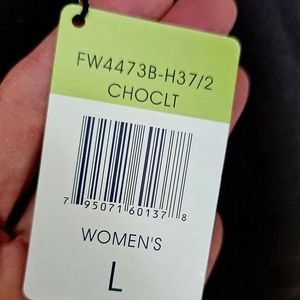 FW4473B-H37/2
CHOCLT
7 95071 60137 8
WOMEN'S
L